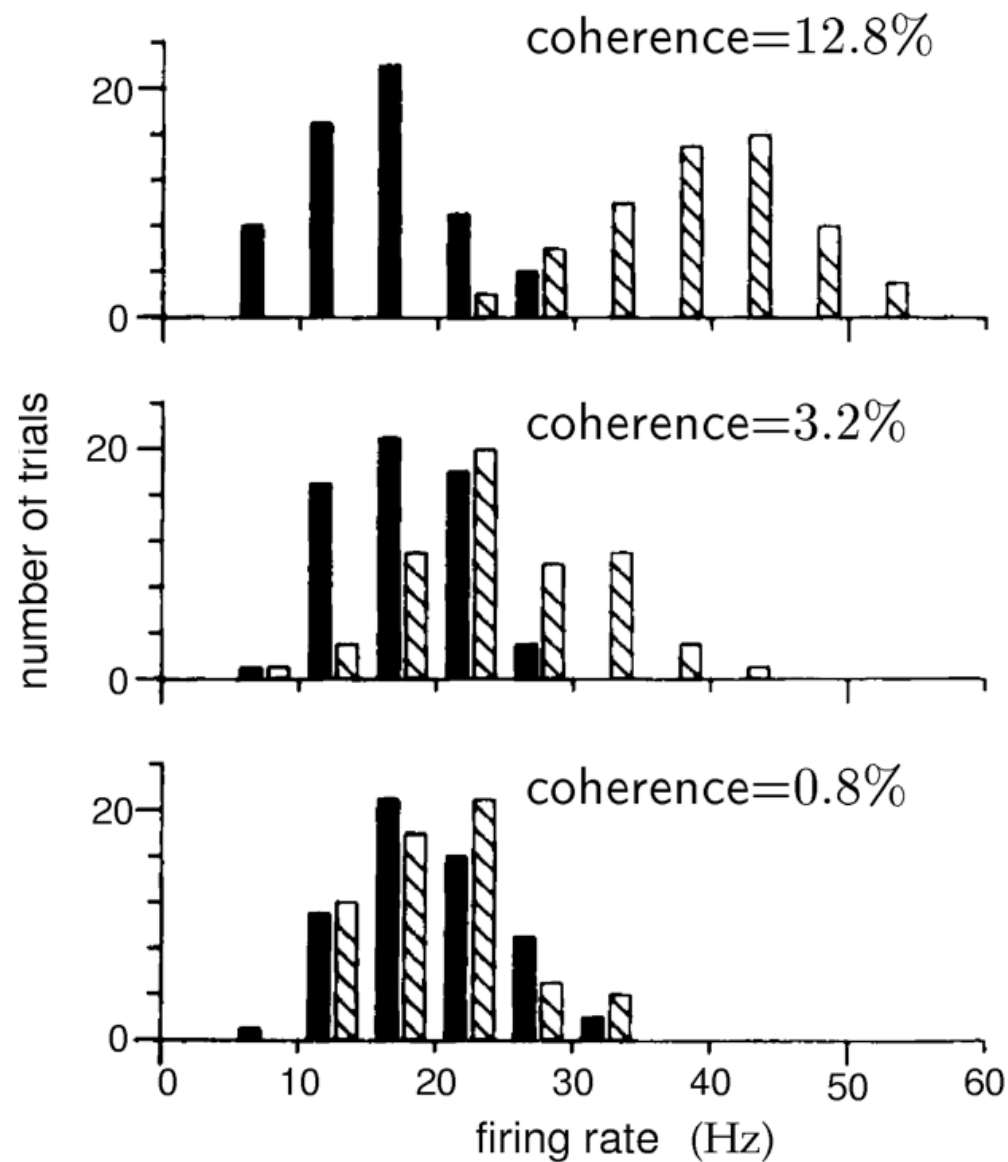 coherence=12.8%
20
0
coherence=3.2%
20
0
number of trials
coherence=0.8%
20
0
0 10 20 30 40 50 60
firing rate (Hz)